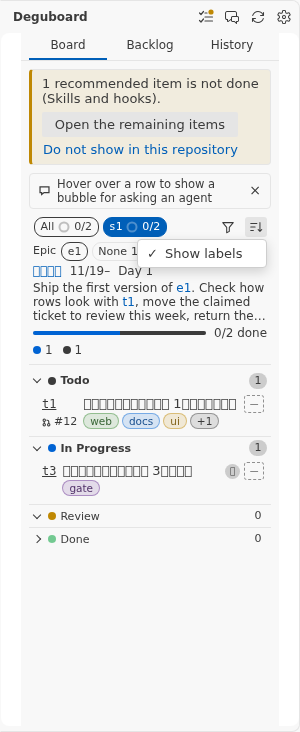 Deguboard
Board Backlog History
1 recommended item is not done
(Skills and hooks).
Open the remaining items
Do not show in this repository
Hover over a row to show a
bubble for asking an agent
All 0/2 s1 0/2
Epic e1 None 1
✓ Show labels
11/19– Day 1
Ship the first version of e1. Check how
rows look with t1, move the claimed
ticket to review this week, return the…
0/2 done
1 1
Todo 1
t1 1
#12 web docs ui +1
In Progress 1
t3 3
gate
Review 0
Done 0